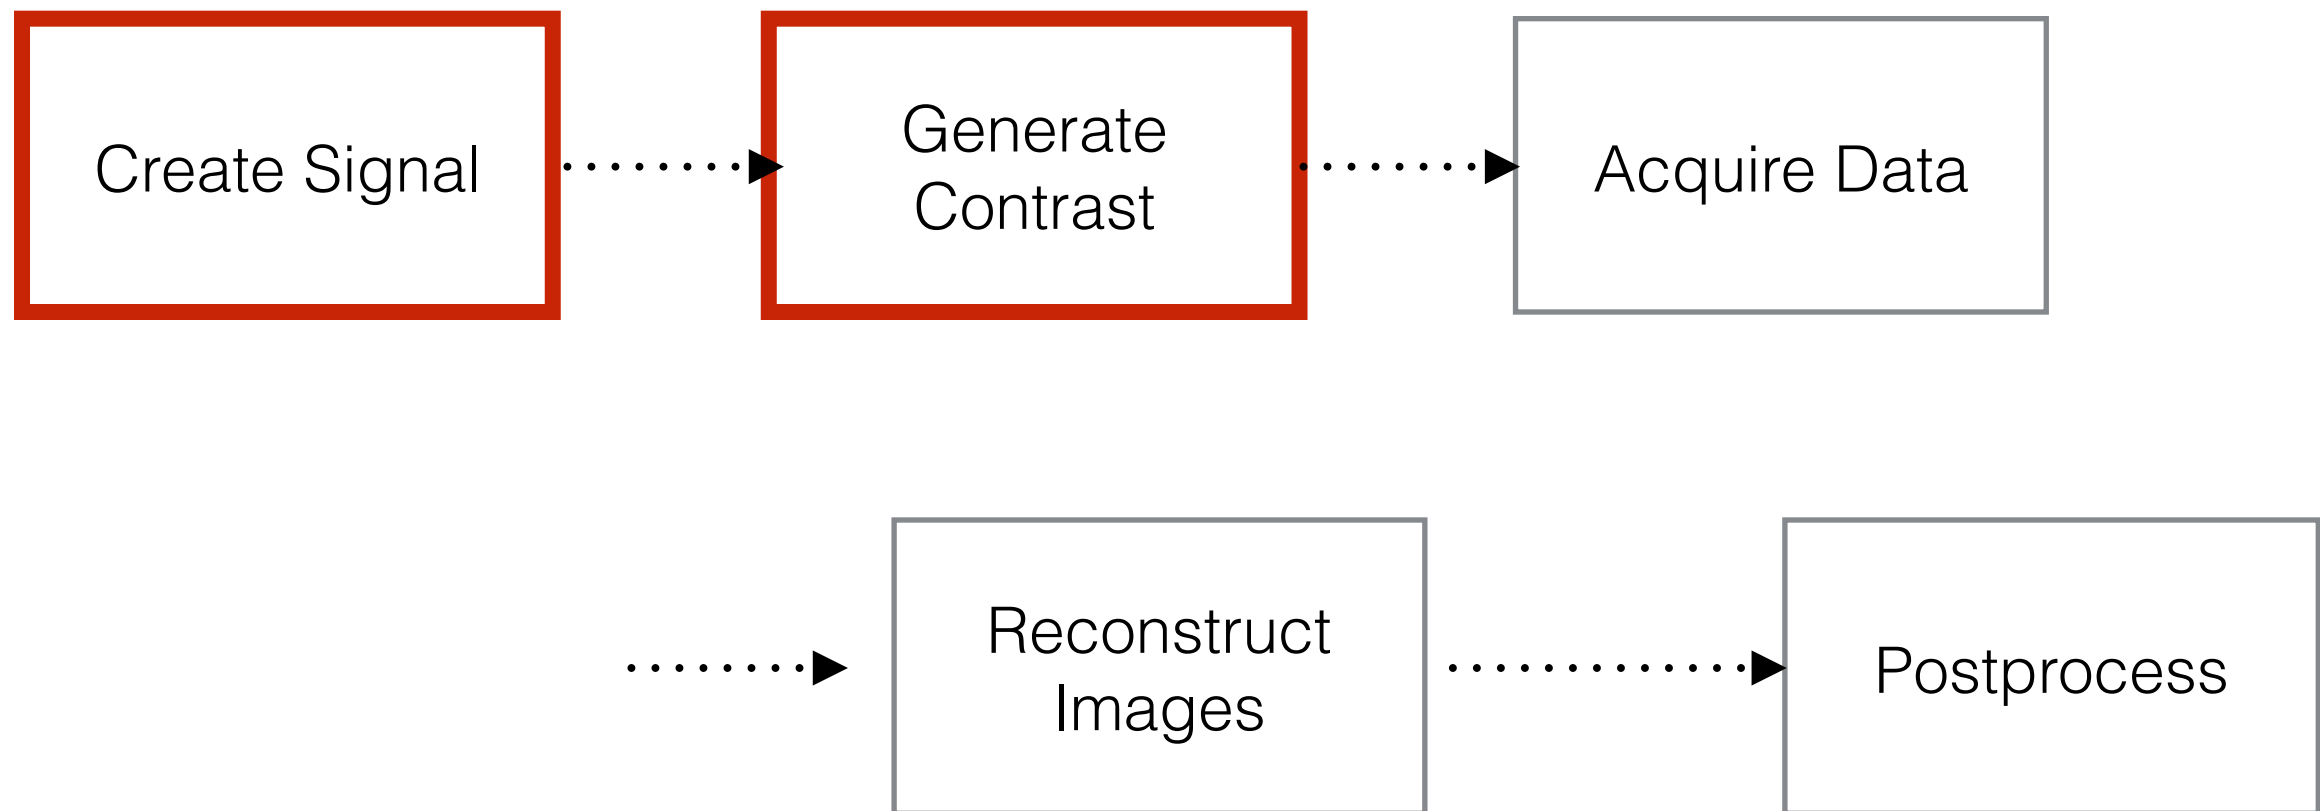 Create Signal
Generate
Contrast
Acquire Data
Reconstruct
Images
Postprocess